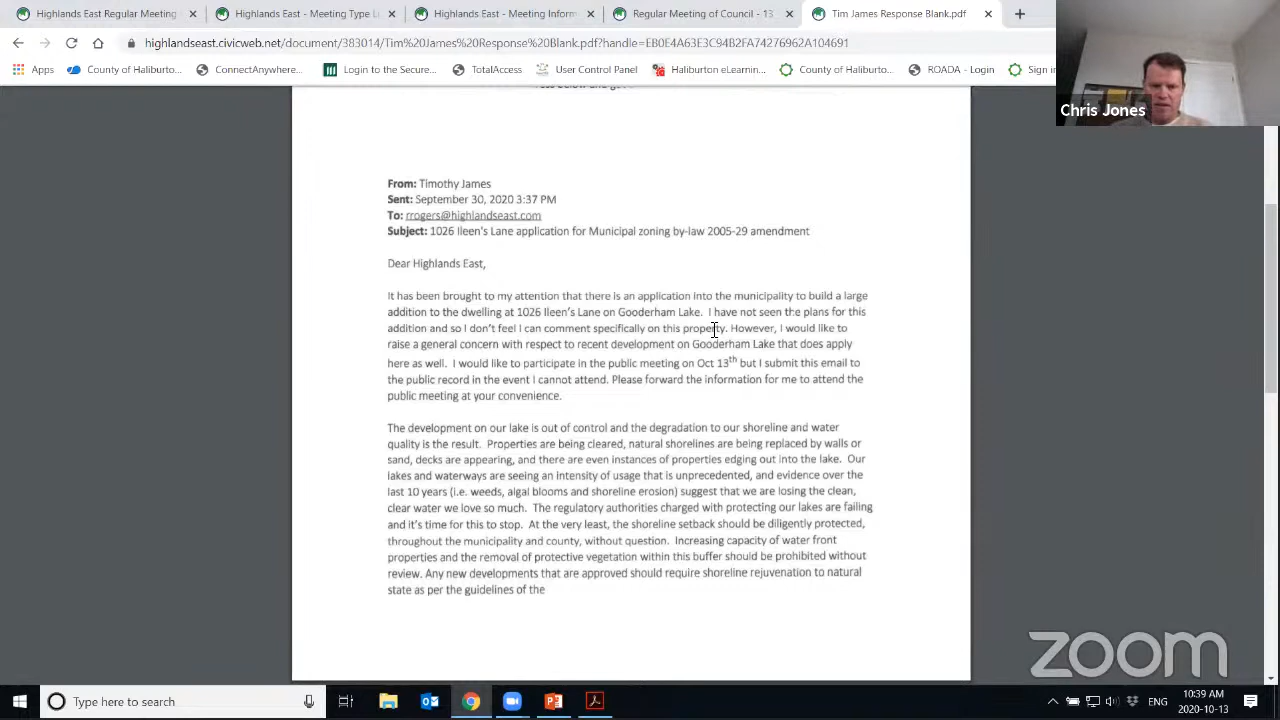 Highlands East Regular Meeting
Highlands East - Meeting Type L
Highlands East - Meeting Inform
Regular Meeting of Council - 13
Tim James Response Blank.pdf
highlandseast.civicweb.net/document/383014/Tim%20James%20Response%20Blank.pdf?handle=EB0E4A63E3C94B2FA74276962A104691
Apps
County of Haliburto...
ConnectAnywhere...
Login to the Secure...
TotalAccess
User Control Panel
Haliburton eLearnin...
County of Haliburto...
ROADA - Login
Sign in
Chris Jones
From: Timothy James
Sent: September 30, 2020 3:37 PM
To: rrogers@highlandseast.com
Subject: 1026 Ileen's Lane application for Municipal zoning by-law 2005-29 amendment
Dear Highlands East,
It has been brought to my attention that there is an application into the municipality to build a large
addition to the dwelling at 1026 Ileen's Lane on Gooderham Lake. I have not seen the plans for this
addition and so I don't feel I can comment specifically on this property. However, I would like to
raise a general concern with respect to recent development on Gooderham Lake that does apply
here as well. I would like to participate in the public meeting on Oct 13th but I submit this email to
the public record in the event I cannot attend. Please forward the information for me to attend the
public meeting at your convenience.
The development on our lake is out of control and the degradation to our shoreline and water
quality is the result. Properties are being cleared, natural shorelines are being replaced by walls or
sand, decks are appearing, and there are even instances of properties edging out into the lake. Our
lakes and waterways are seeing an intensity of usage that is unprecedented, and evidence over the
last 10 years (i.e. weeds, algal blooms and shoreline erosion) suggest that we are losing the clean,
clear water we love so much. The regulatory authorities charged with protecting our lakes are failing
and it's time for this to stop. At the very least, the shoreline setback should be diligently protected,
throughout the municipality and county, without question. Increasing capacity of water front
properties and the removal of protective vegetation within this buffer should be prohibited without
review. Any new developments that are approved should require shoreline rejuvenation to natural
state as per the guidelines of the
zoom
Type here to search
ENG
10:39 AM
2020-10-13